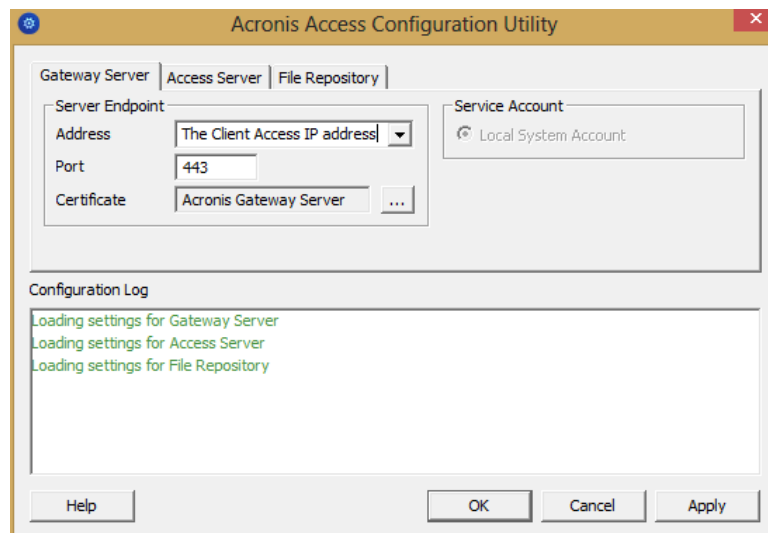 Acronis Access Configuration Utility
Gateway Server
Access Server
File Repository
Server Endpoint
Address
The Client Access IP address
Port
443
Certificate
Acronis Gateway Server
...
Service Account
Local System Account
Configuration Log
Loading settings for Gateway Server
Loading settings for Access Server
Loading settings for File Repository
Help
OK
Cancel
Apply